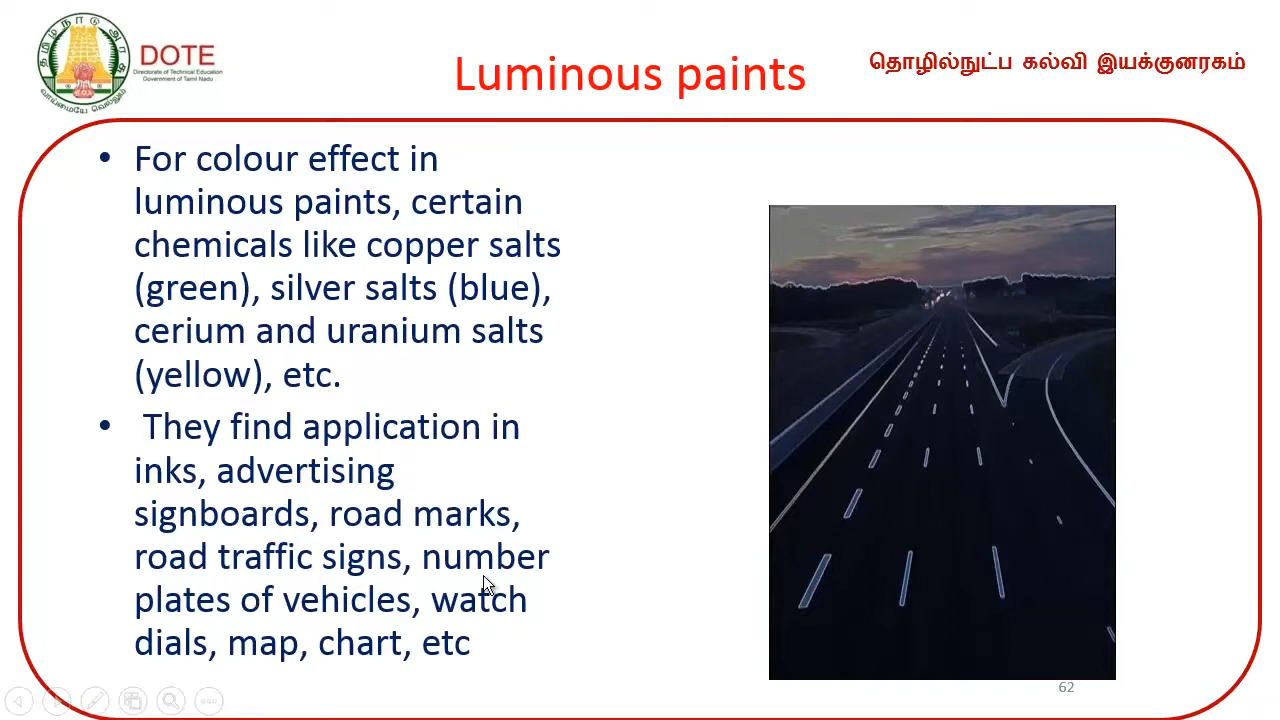 தமிழ் நாடு அரசு
வாய்மையே வெல்லும்
DOTE
Directorate of Technical Education
Government of Tamil Nadu
Luminous paints
தொழில்நுட்ப கல்வி இயக்குனரகம்
• For colour effect in
luminous paints, certain
chemicals like copper salts
(green), silver salts (blue),
cerium and uranium salts
(yellow), etc.
• They find application in
inks, advertising
signboards, road marks,
road traffic signs, number
plates of vehicles, watch
dials, map, chart, etc
62